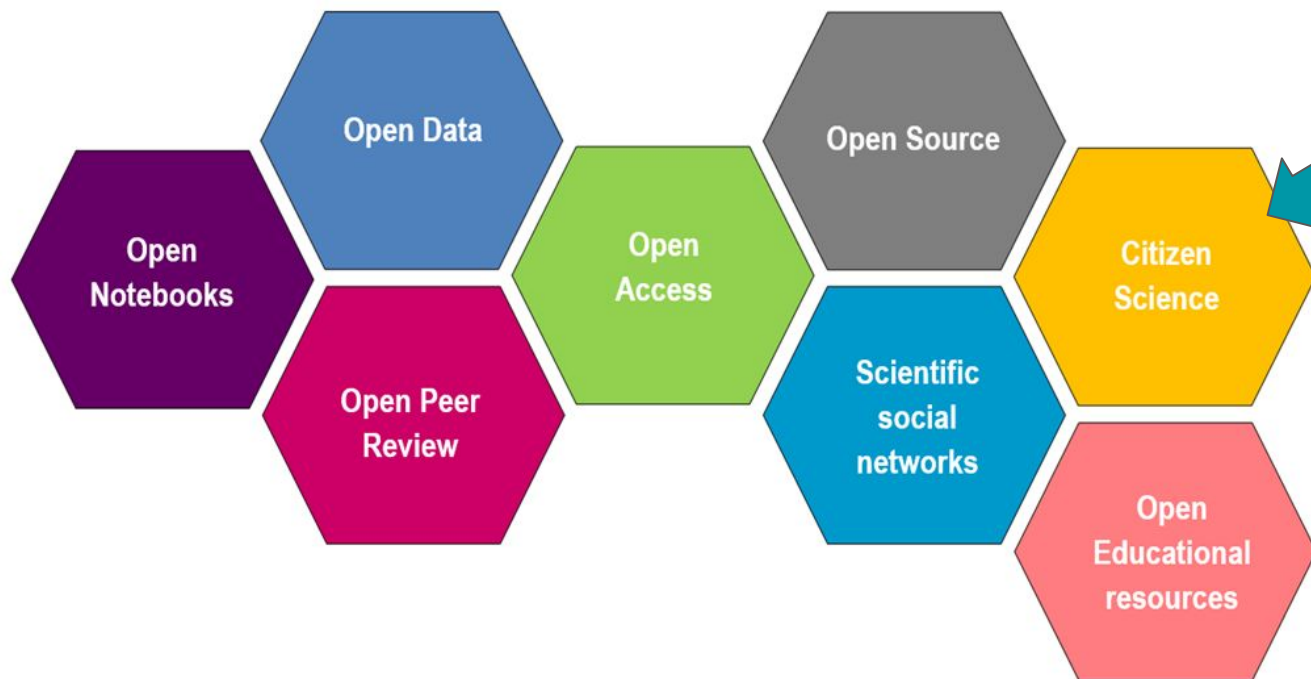 Open Data
Open Source
Open
Notebooks
Open
Access
Citizen
Science
Open Peer
Review
Scientific
social
networks
Open
Educational
resources